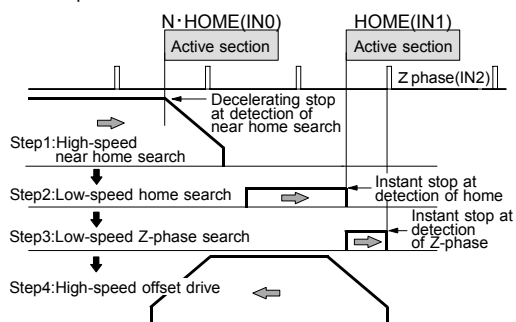 N·HOME(IN0)
HOME(IN1)
Active section
Active section
Z phase(IN2)
Decelerating stop
at detection of
near home search
Step1:High-speed
near home search
Step2:Low-speed home search
Instant stop at
detection of home
Step3:Low-speed Z-phase search
Instant stop at
detection
of Z-phase
Step4:High-speed offset drive